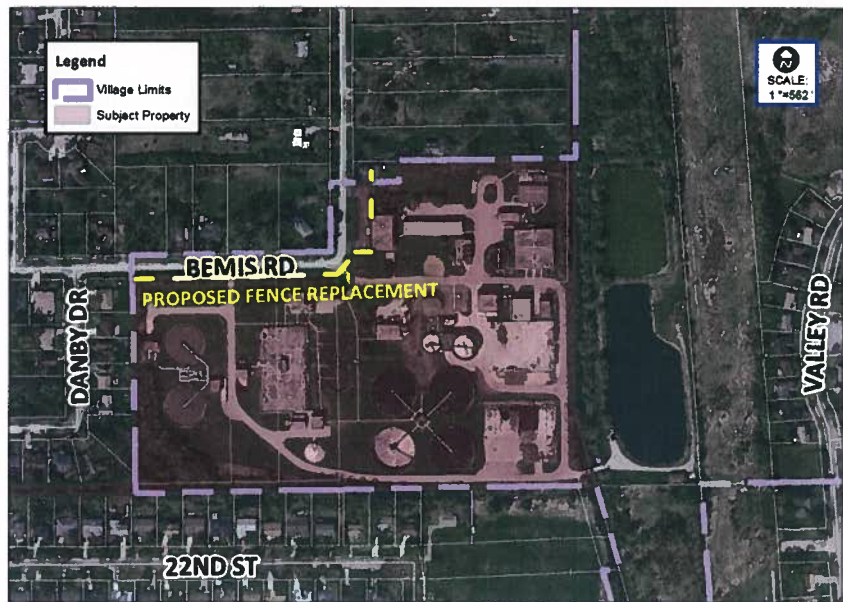 Legend
Village Limits
Subject Property
N
SCALE:
1 "=562'
BEMIS RD
PROPOSED FENCE REPLACEMENT
DANBY DR
VALLEY RD
22ND ST